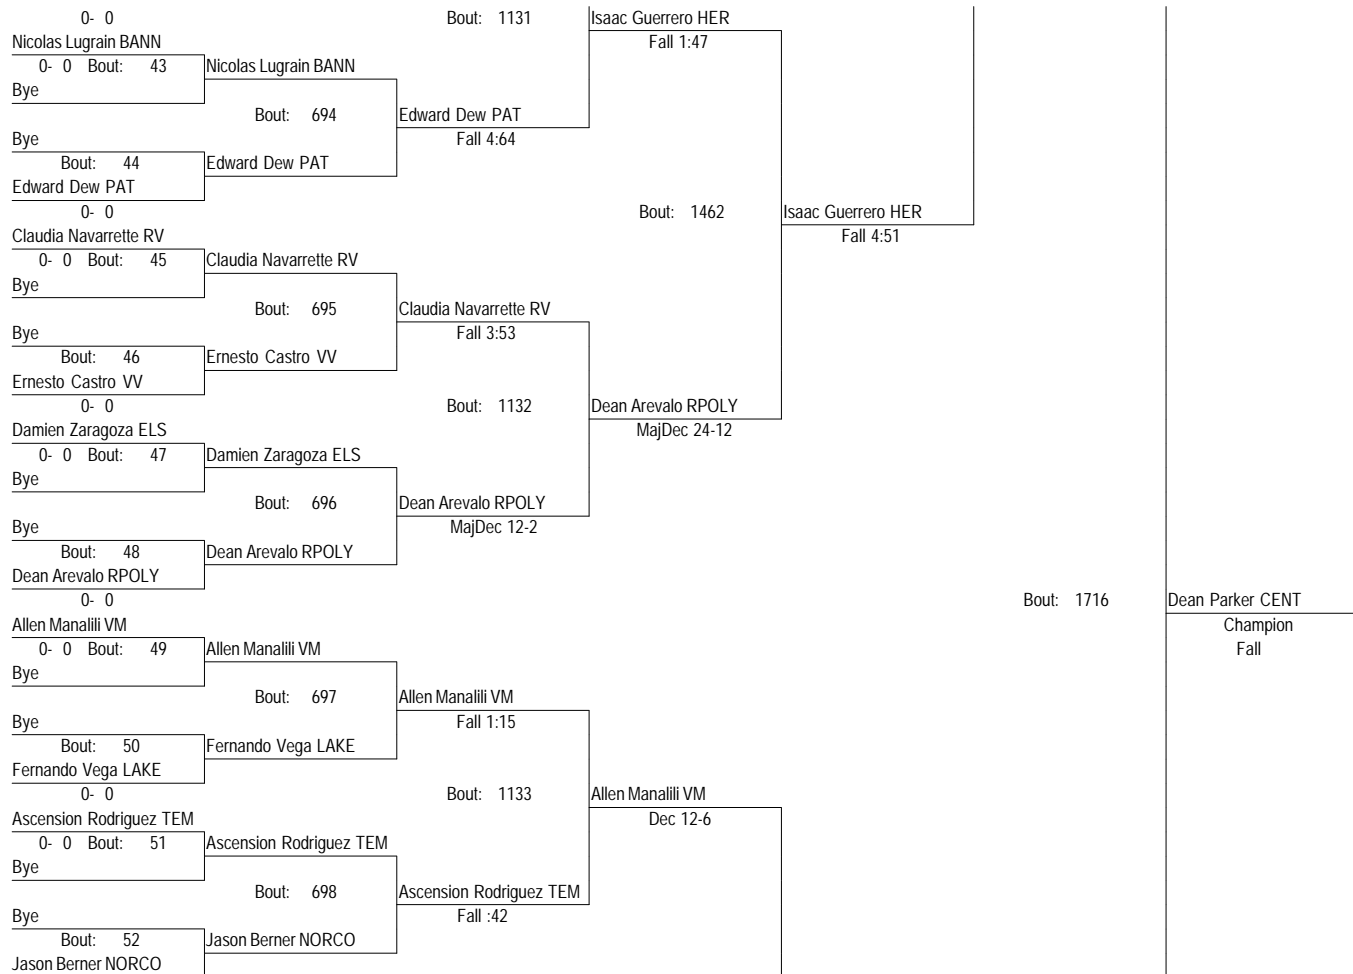 0- 0 Bout: 1131 Isaac Guerrero HER
Nicolas Lugrain BANN Fall 1:47
0- 0 Bout: 43 Nicolas Lugrain BANN
Bye
Bout: 694 Edward Dew PAT
Bye Fall 4:64
Bout: 44 Edward Dew PAT
Edward Dew PAT
0- 0 Bout: 1462 Isaac Guerrero HER
Claudia Navarrette RV Fall 4:51
0- 0 Bout: 45 Claudia Navarrette RV
Bye
Bout: 695 Claudia Navarrette RV
Bye Fall 3:53
Bout: 46 Ernesto Castro VV
Ernesto Castro VV
0- 0 Bout: 1132 Dean Arevalo RPOLY
Damien Zaragoza ELS MajDec 24-12
0- 0 Bout: 47 Damien Zaragoza ELS
Bye
Bout: 696 Dean Arevalo RPOLY
Bye MajDec 12-2
Bout: 48 Dean Arevalo RPOLY
Dean Arevalo RPOLY
0- 0 Bout: 1716 Dean Parker CENT
Allen Manalili VM Champion
0- 0 Bout: 49 Allen Manalili VM Fall
Bye
Bout: 697 Allen Manalili VM
Bye Fall 1:15
Bout: 50 Fernando Vega LAKE
Fernando Vega LAKE
0- 0 Bout: 1133 Allen Manalili VM
Ascension Rodriguez TEM Dec 12-6
0- 0 Bout: 51 Ascension Rodriguez TEM
Bye
Bout: 698 Ascension Rodriguez TEM
Bye Fall :42
Bout: 52 Jason Berner NORCO
Jason Berner NORCO